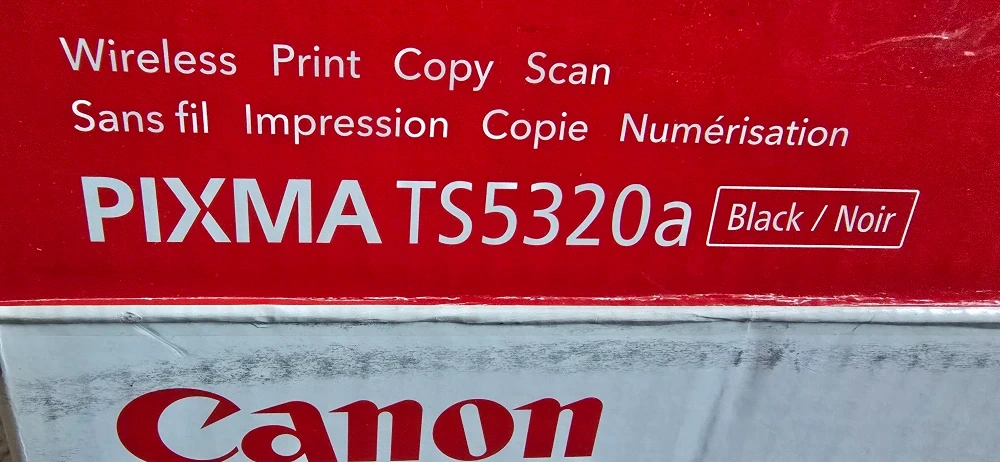 Wireless Print Copy Scan
Sans fil Impression Copie Numérisation
PIXMA TS5320a Black / Noir
Canon